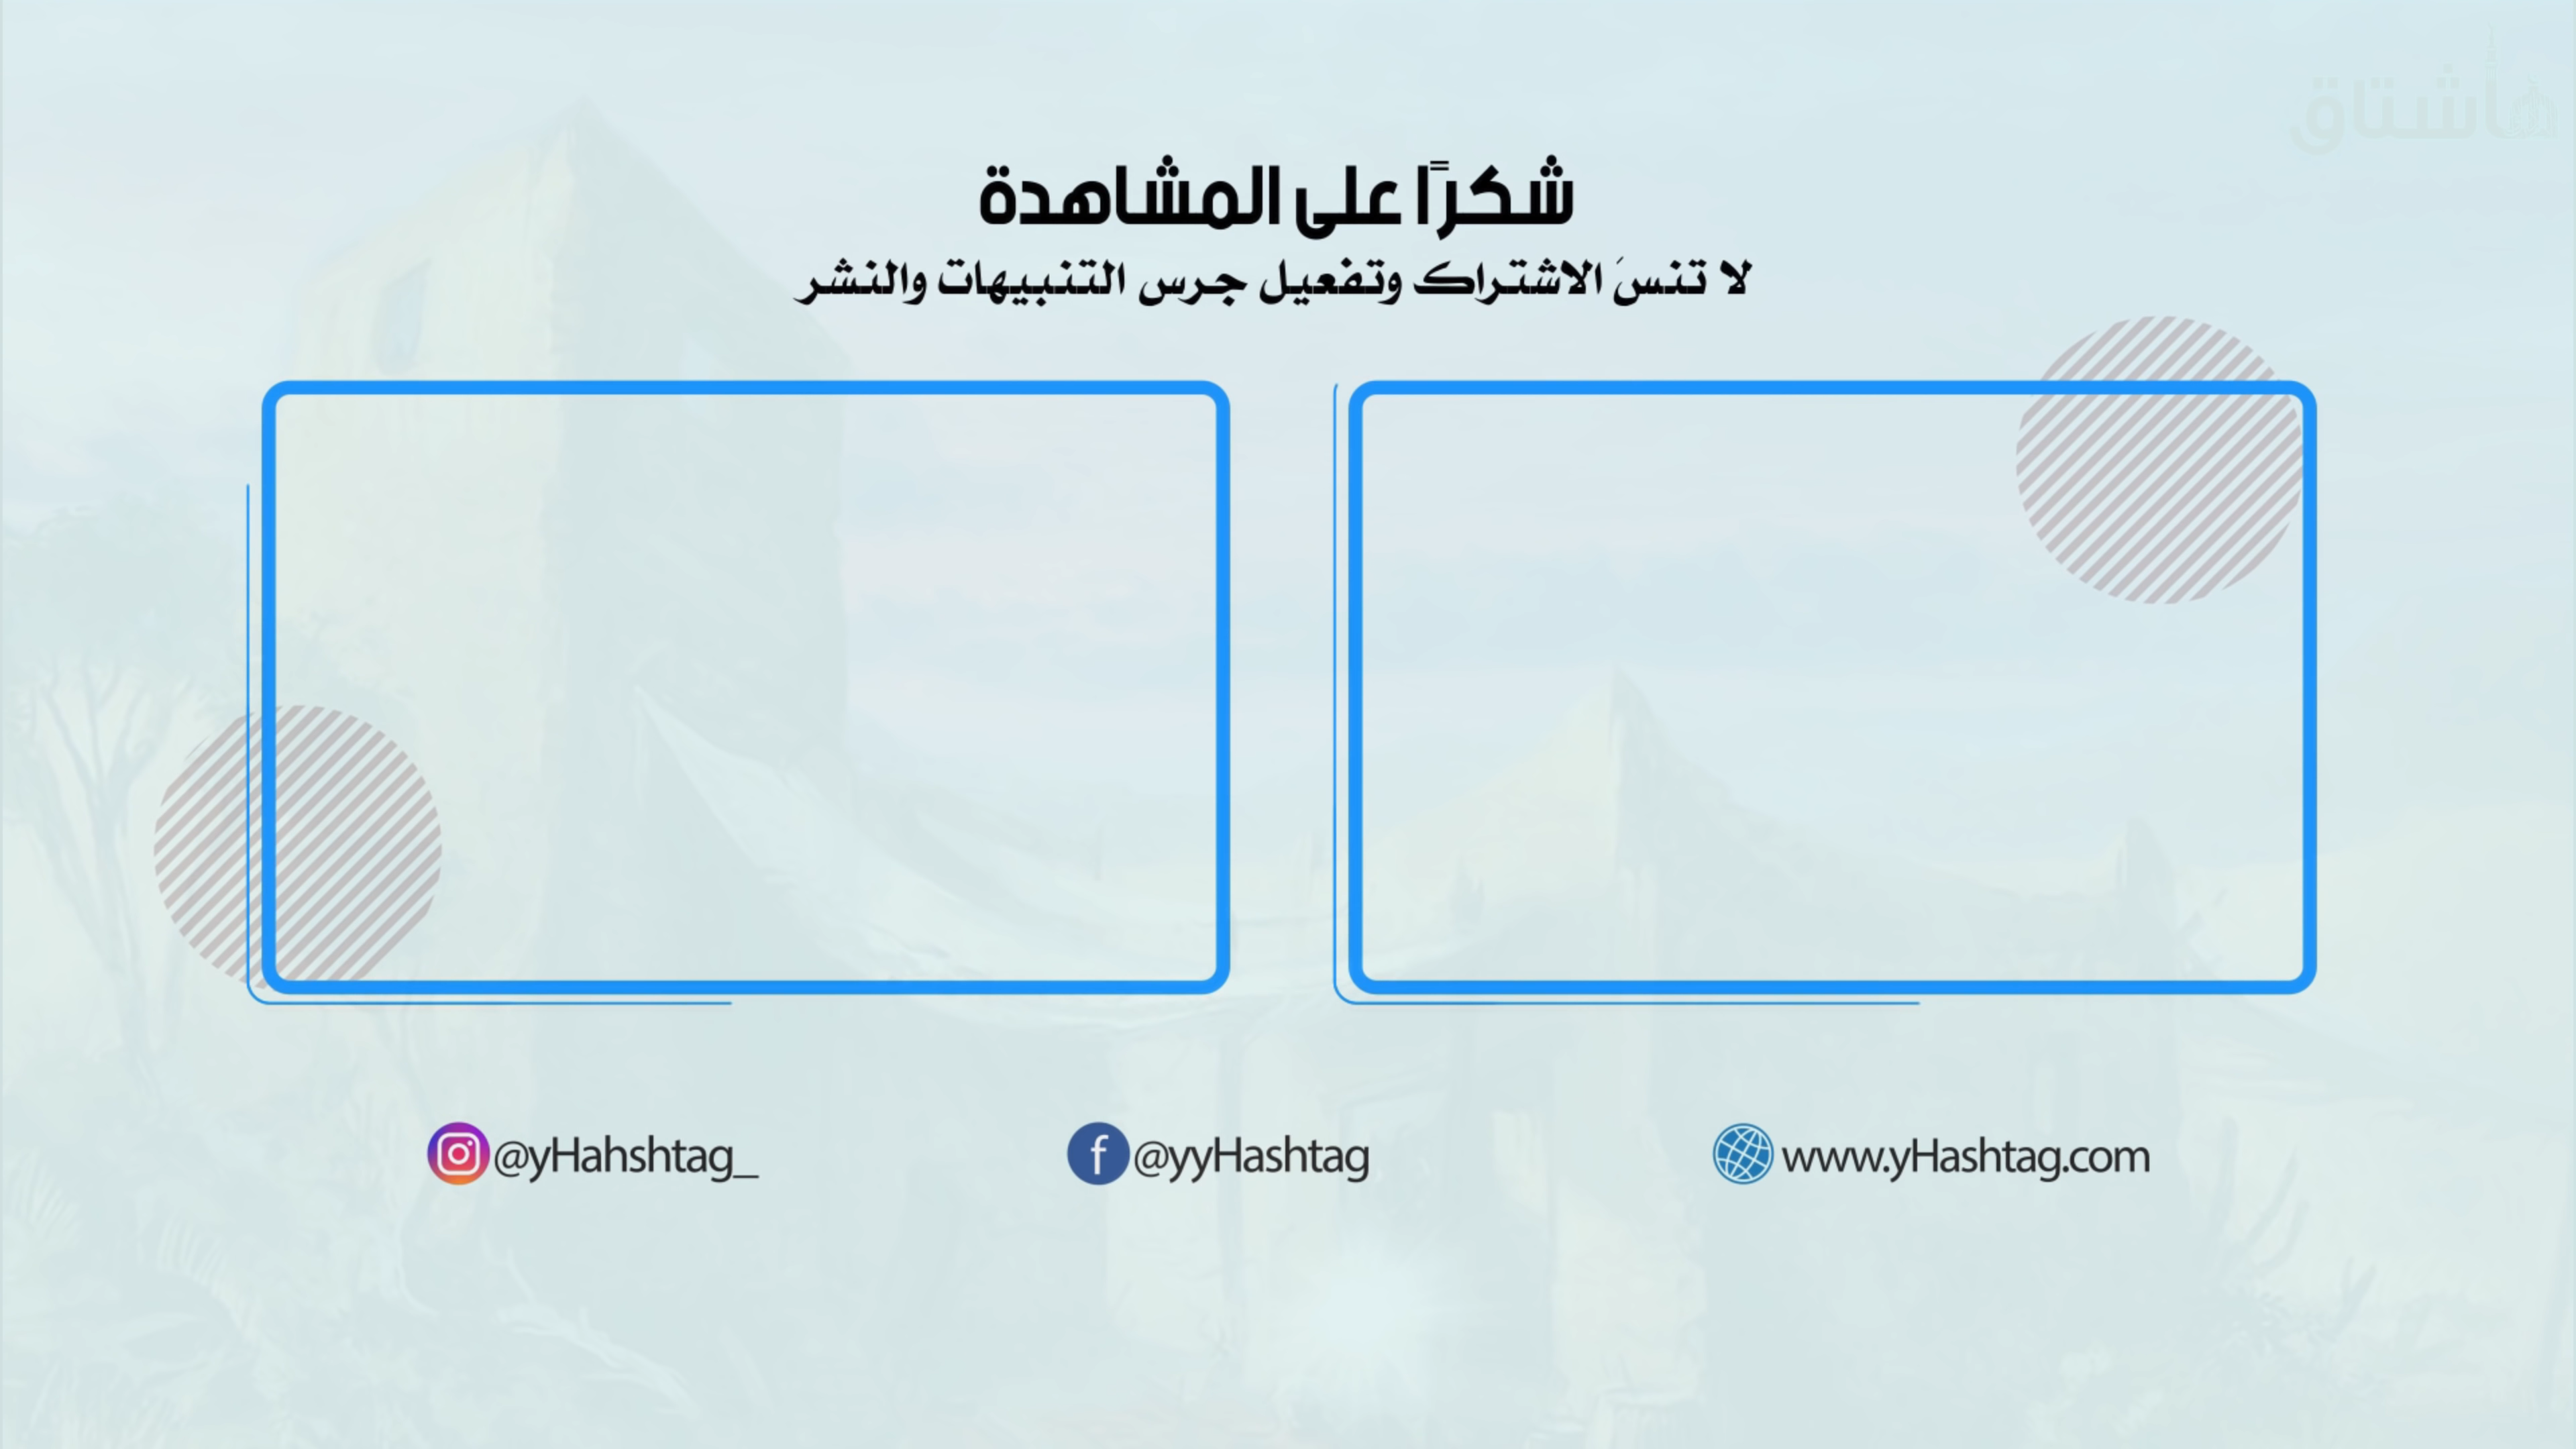 هاشتاق
شكرًا على المشاهدة
لا تنسَ الاشتراك وتفعيل جرس التنبيهات والنشر
@yHahshtag_
@yyHashtag
www.yHashtag.com